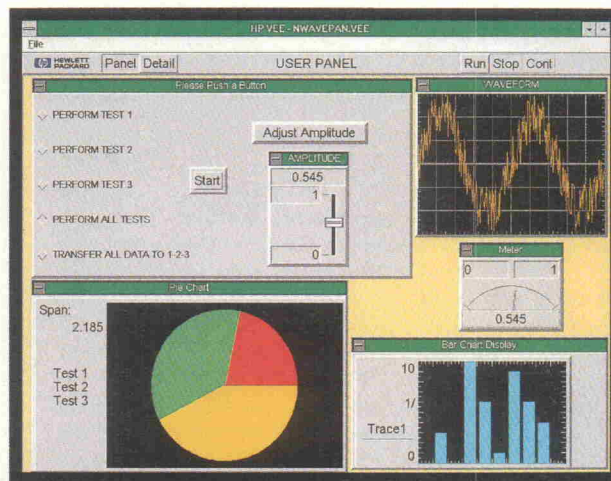 HP VEE - NWAVEPAN.VEE
File
HEWLETT PACKARD Panel Detail USER PANEL Run Stop Cont
Please Push a Button
PERFORM TEST 1
PERFORM TEST 2
PERFORM TEST 3
PERFORM ALL TESTS
TRANSFER ALL DATA TO 1-2-3
Start
Adjust Amplitude
AMPLITUDE
0.545
1
0
WAVEFORM
Meter
0 1
0.545
Pie Chart
Span:
2.185
Test 1
Test 2
Test 3
Bar Chart Display
10
1/
Trace1
0